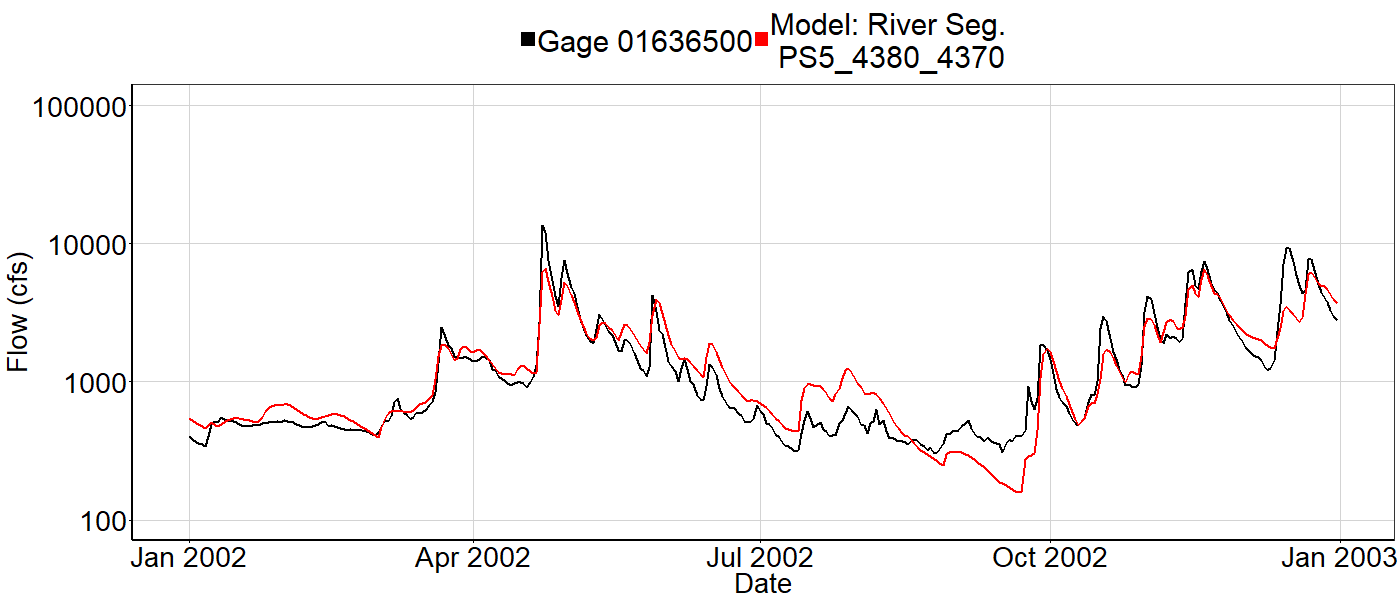 Gage 01636500
Model: River Seg.
PS5_4380_4370
Flow (cfs)
100000
10000
1000
100
Jan 2002
Apr 2002
Jul 2002
Oct 2002
Jan 2003
Date